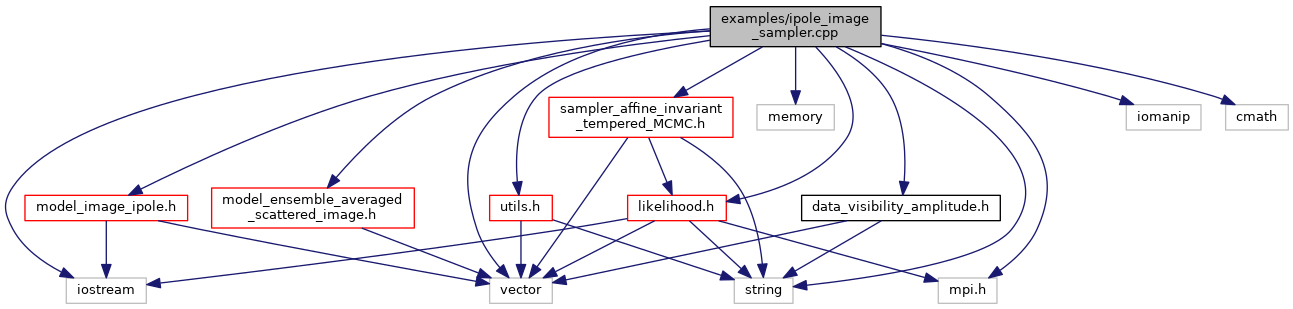 examples/ipole_image
_sampler.cpp
sampler_affine_invariant
_tempered_MCMC.h
memory
iomanip
cmath
model_image_ipole.h
model_ensemble_averaged
_scattered_image.h
utils.h
likelihood.h
data_visibility_amplitude.h
iostream
vector
string
mpi.h